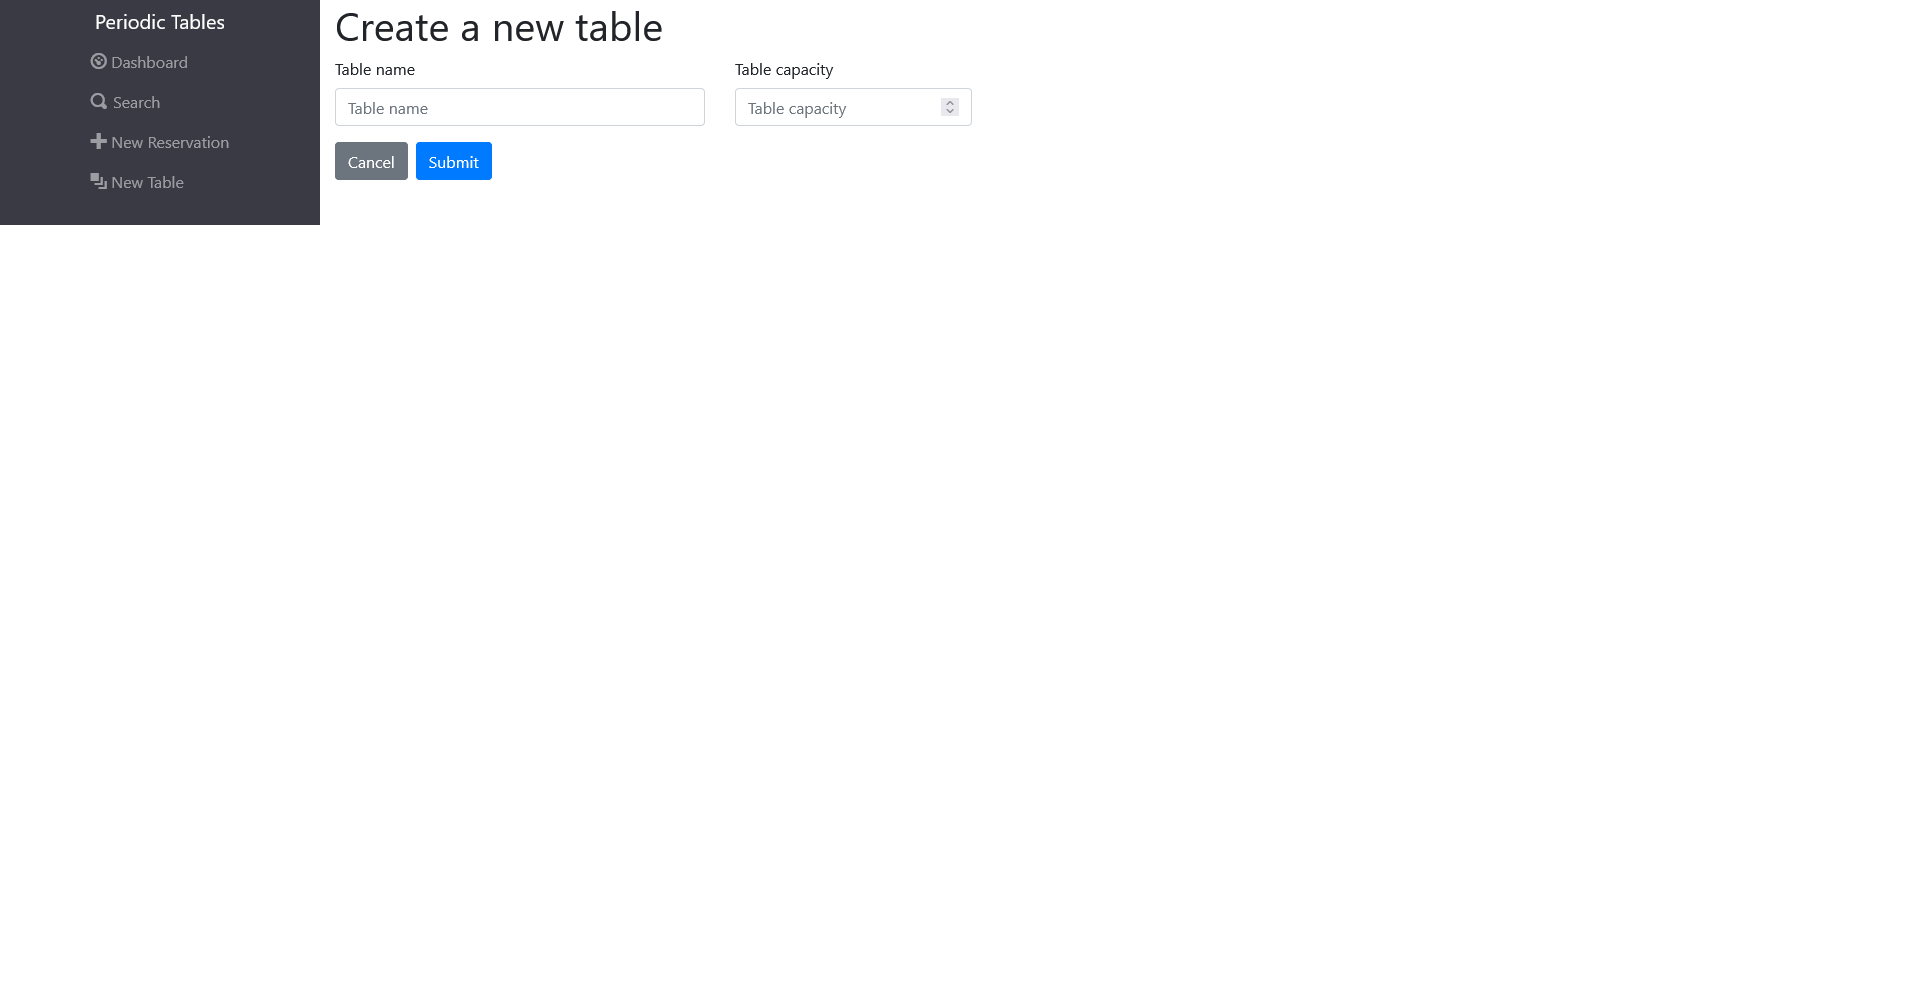 Periodic Tables
Dashboard
Search
New Reservation
New Table
Create a new table
Table name
Table name
Table capacity
Table capacity
Cancel
Submit